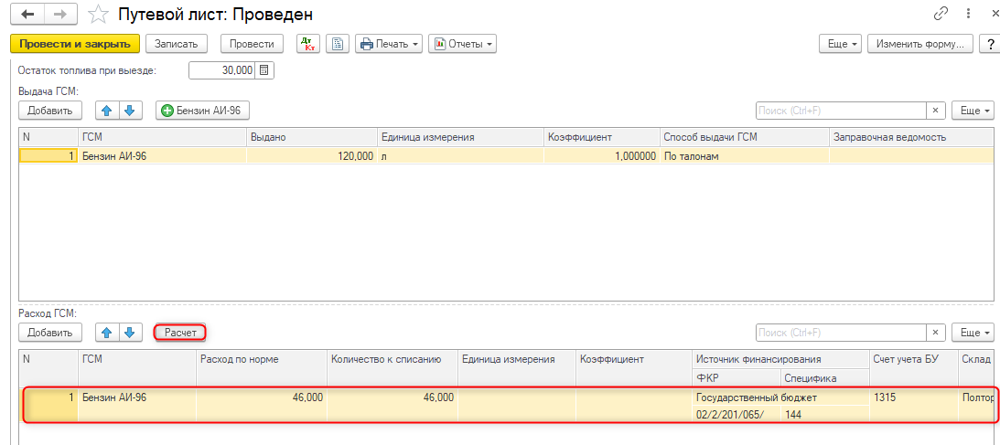 Путевой лист: Проведен
Провести и закрыть Записать Провести Дт Кт Печать Отчеты Еще Изменить форму... ?
Остаток топлива при выезде: 30,000
Выдача ГСМ:
Добавить Бензин АИ-96 Поиск (Ctrl+F) × Еще
N ГСМ Выдано Единица измерения Коэффициент Способ выдачи ГСМ Заправочная ведомость
1 Бензин АИ-96 120,000 л 1,000000 По талонам
Расход ГСМ:
Добавить Расчет Поиск (Ctrl+F) × Еще
N ГСМ Расход по норме Количество к списанию Единица измерения Коэффициент Источник финансирования Счет учета БУ Склад
ФКР Специфика
1 Бензин АИ-96 46,000 46,000 Государственный бюджет 1315 Полтор
02/2/201/065/ 144